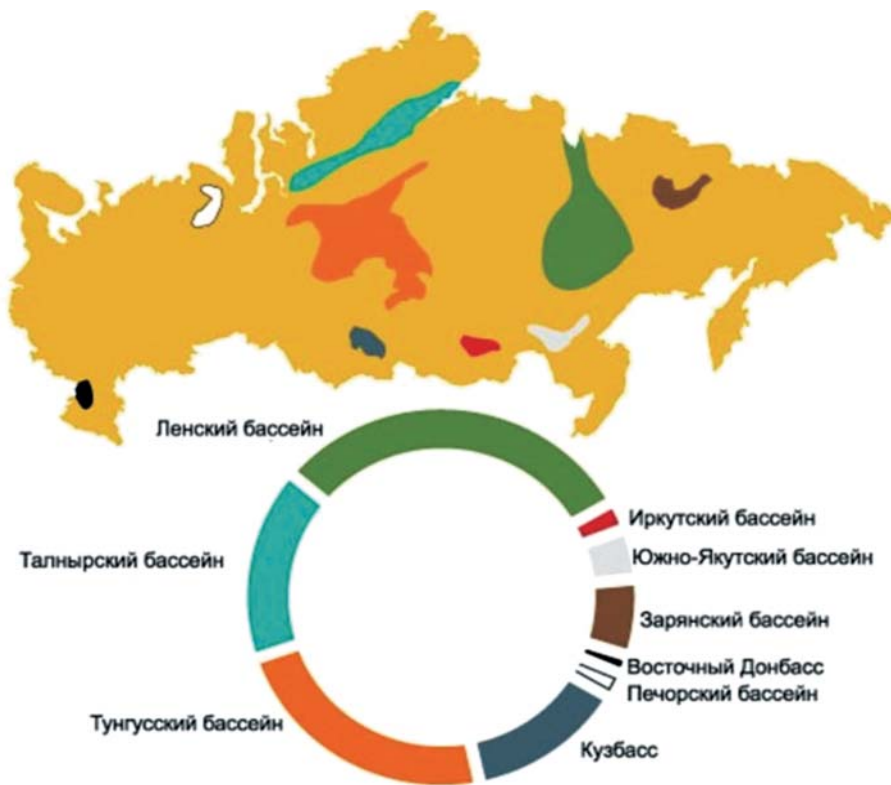 Ленский бассейн
Иркутский бассейн
Талнырский бассейн
Южно-Якутский бассейн
Зарянский бассейн
Восточный Донбасс
Печорский бассейн
Тунгусский бассейн
Кузбасс